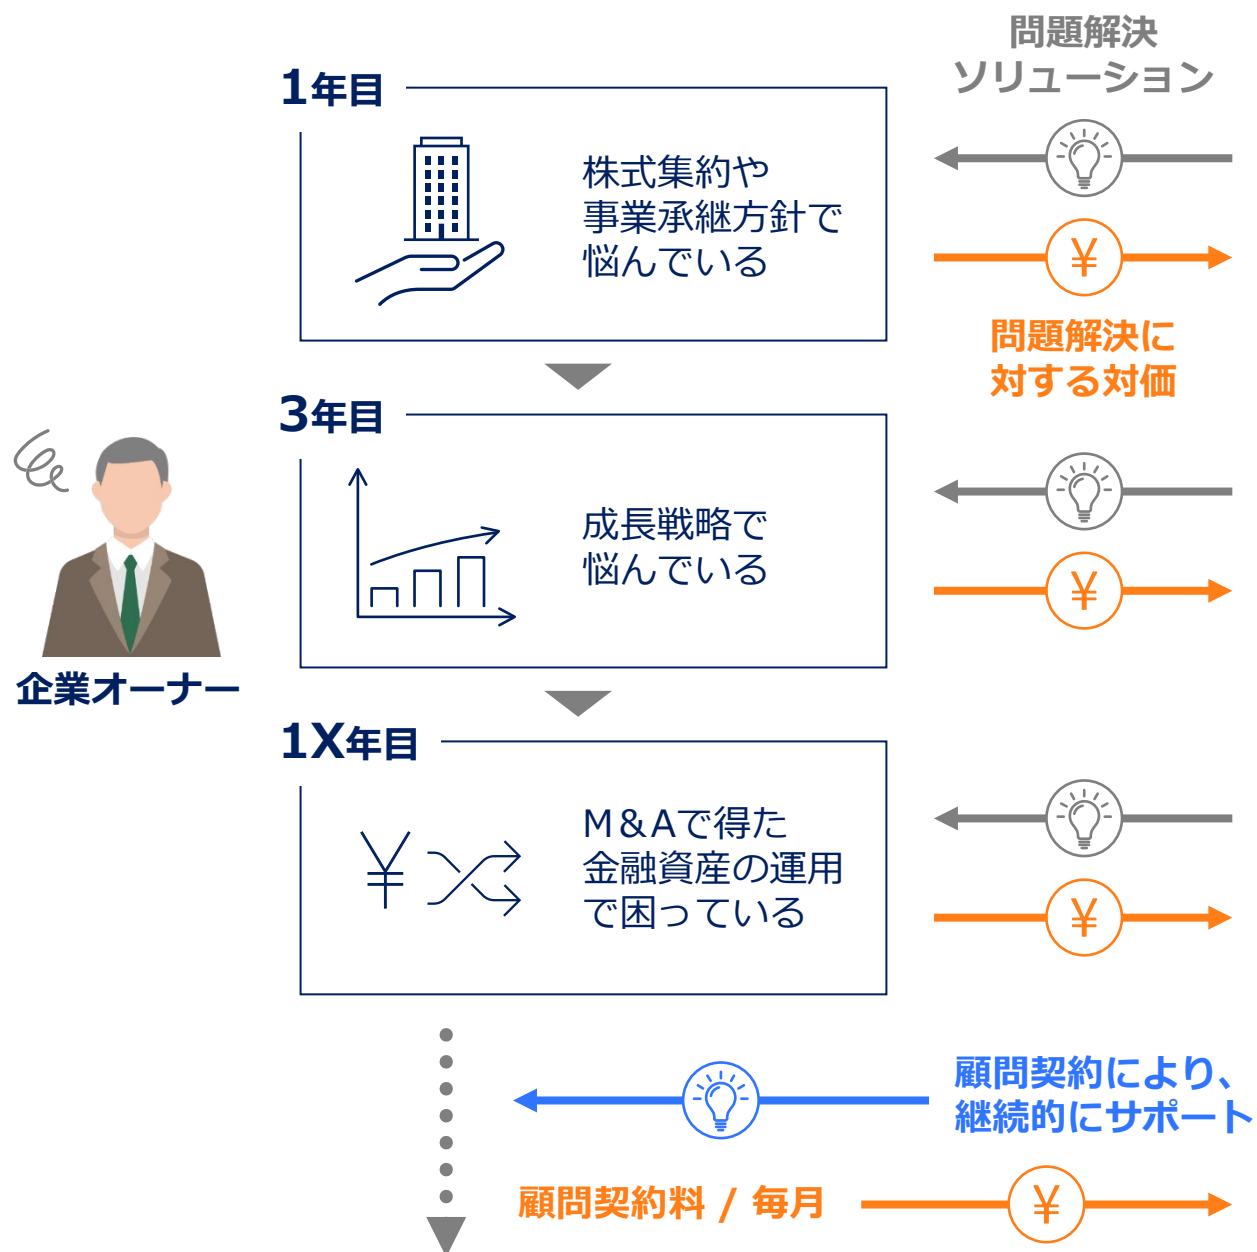 問題解決
ソリューション
1年目
株式集約や
事業承継方針で
悩んでいる
¥
問題解決に
対する対価
3年目
成長戦略で
悩んでいる
¥
企業オーナー
1X年目
¥
M&Aで得た
金融資産の運用
で困っている
¥
顧問契約により、
継続的にサポート
顧問契約料 / 毎月
¥